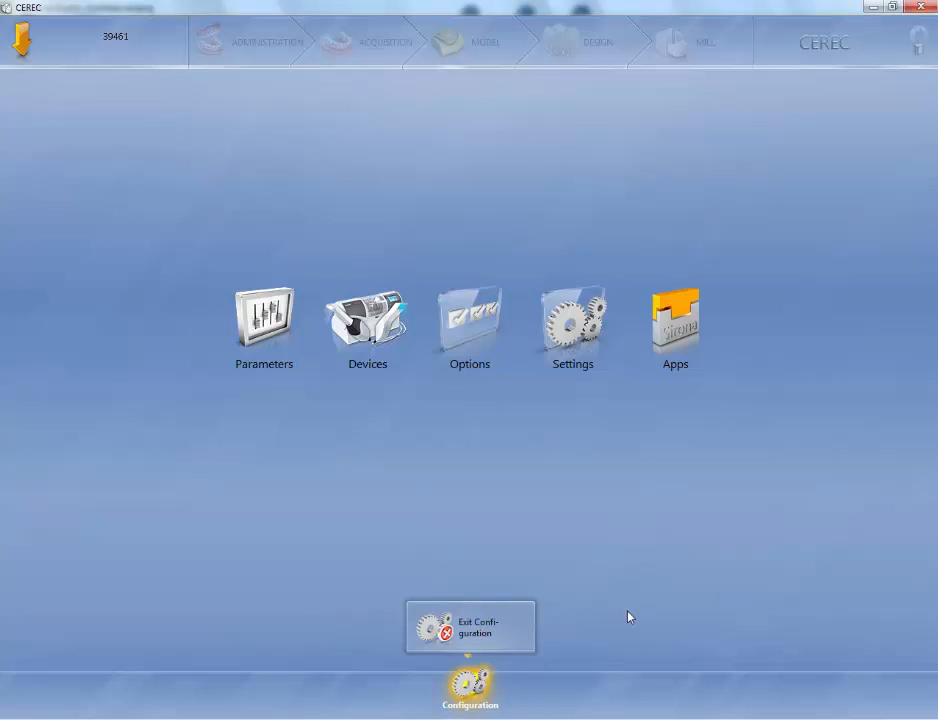 CEREC
39461
ADMINISTRATION
ACQUISITION
MODEL
DESIGN
MILL
CEREC
Parameters
Devices
Options
Settings
Sirona
Apps
Exit Confi-
guration
Configuration